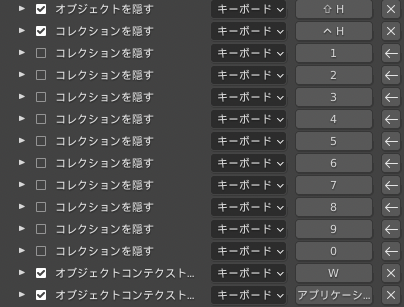 オブジェクトを隠す キーボード ⇧ H
コレクションを隠す キーボード ^ H
コレクションを隠す キーボード 1
コレクションを隠す キーボード 2
コレクションを隠す キーボード 3
コレクションを隠す キーボード 4
コレクションを隠す キーボード 5
コレクションを隠す キーボード 6
コレクションを隠す キーボード 7
コレクションを隠す キーボード 8
コレクションを隠す キーボード 9
コレクションを隠す キーボード 0
オブジェクトコンテクスト... キーボード W
オブジェクトコンテクスト... キーボード アプリケーシ...